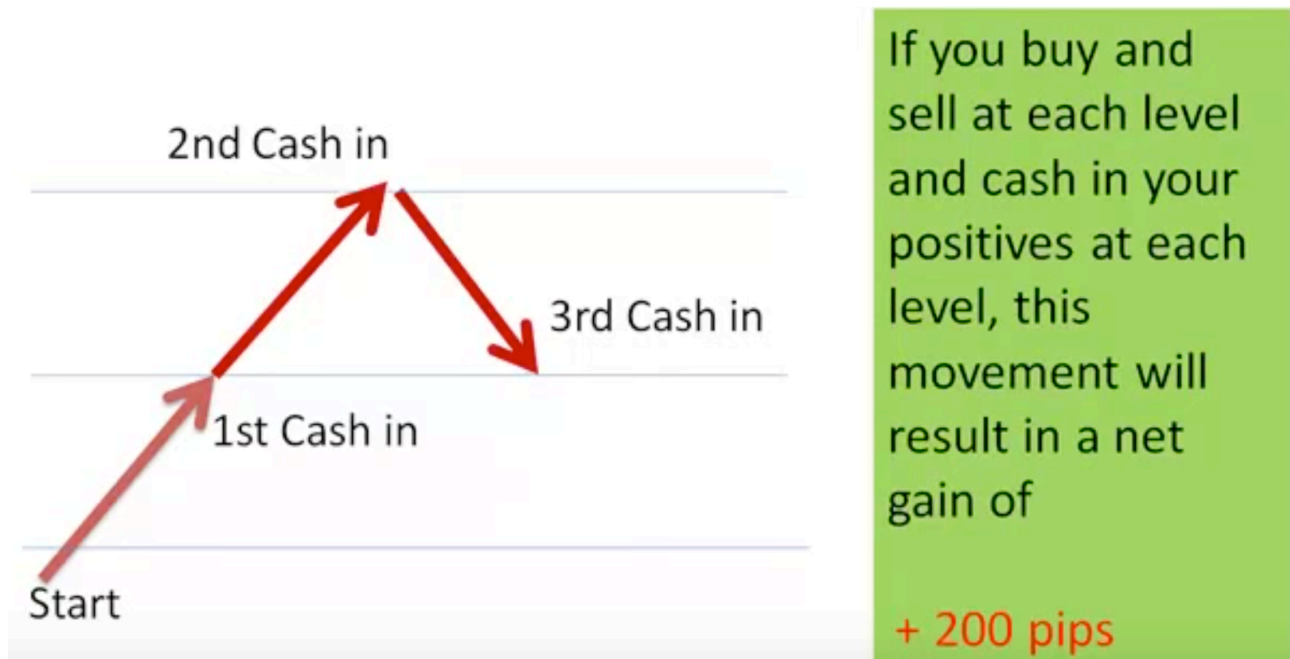 2nd Cash in
3rd Cash in
1st Cash in
Start
If you buy and
sell at each level
and cash in your
positives at each
level, this
movement will
result in a net
gain of
+ 200 pips